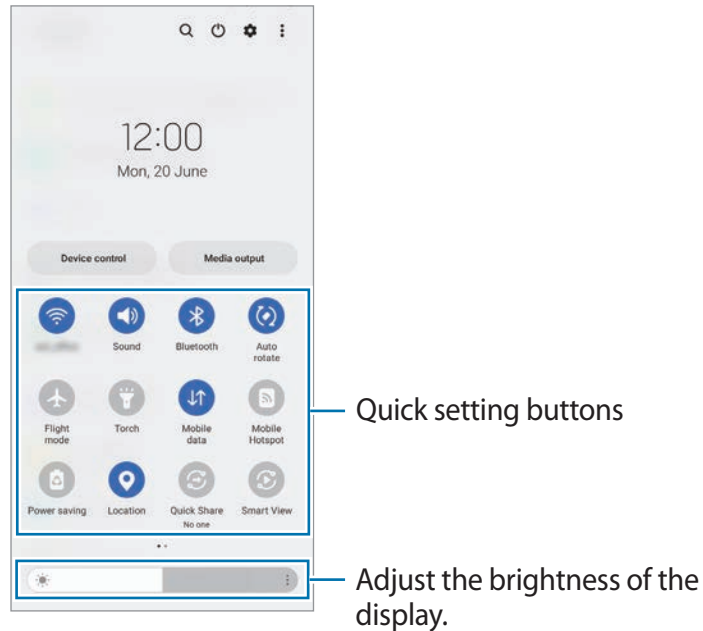 12:00
Mon, 20 June
Device control
Media output
Sound
Bluetooth
Auto
rotate
Flight
mode
Torch
Mobile
data
Mobile
Hotspot
Power saving
Location
Quick Share
No one
Smart View
Quick setting buttons
Adjust the brightness of the
display.